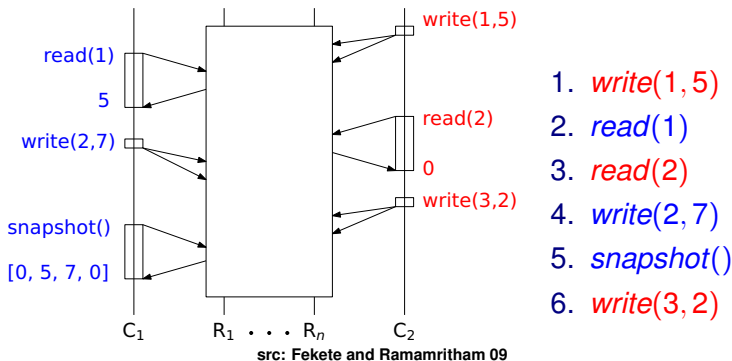 write(1,5)
read(1)
5
write(2,7)
read(2)
0
write(3,2)
snapshot()
[0, 5, 7, 0]
C1 R1 • • • Rn C2
src: Fekete and Ramamritham 09
1. write(1, 5)
2. read(1)
3. read(2)
4. write(2, 7)
5. snapshot()
6. write(3, 2)